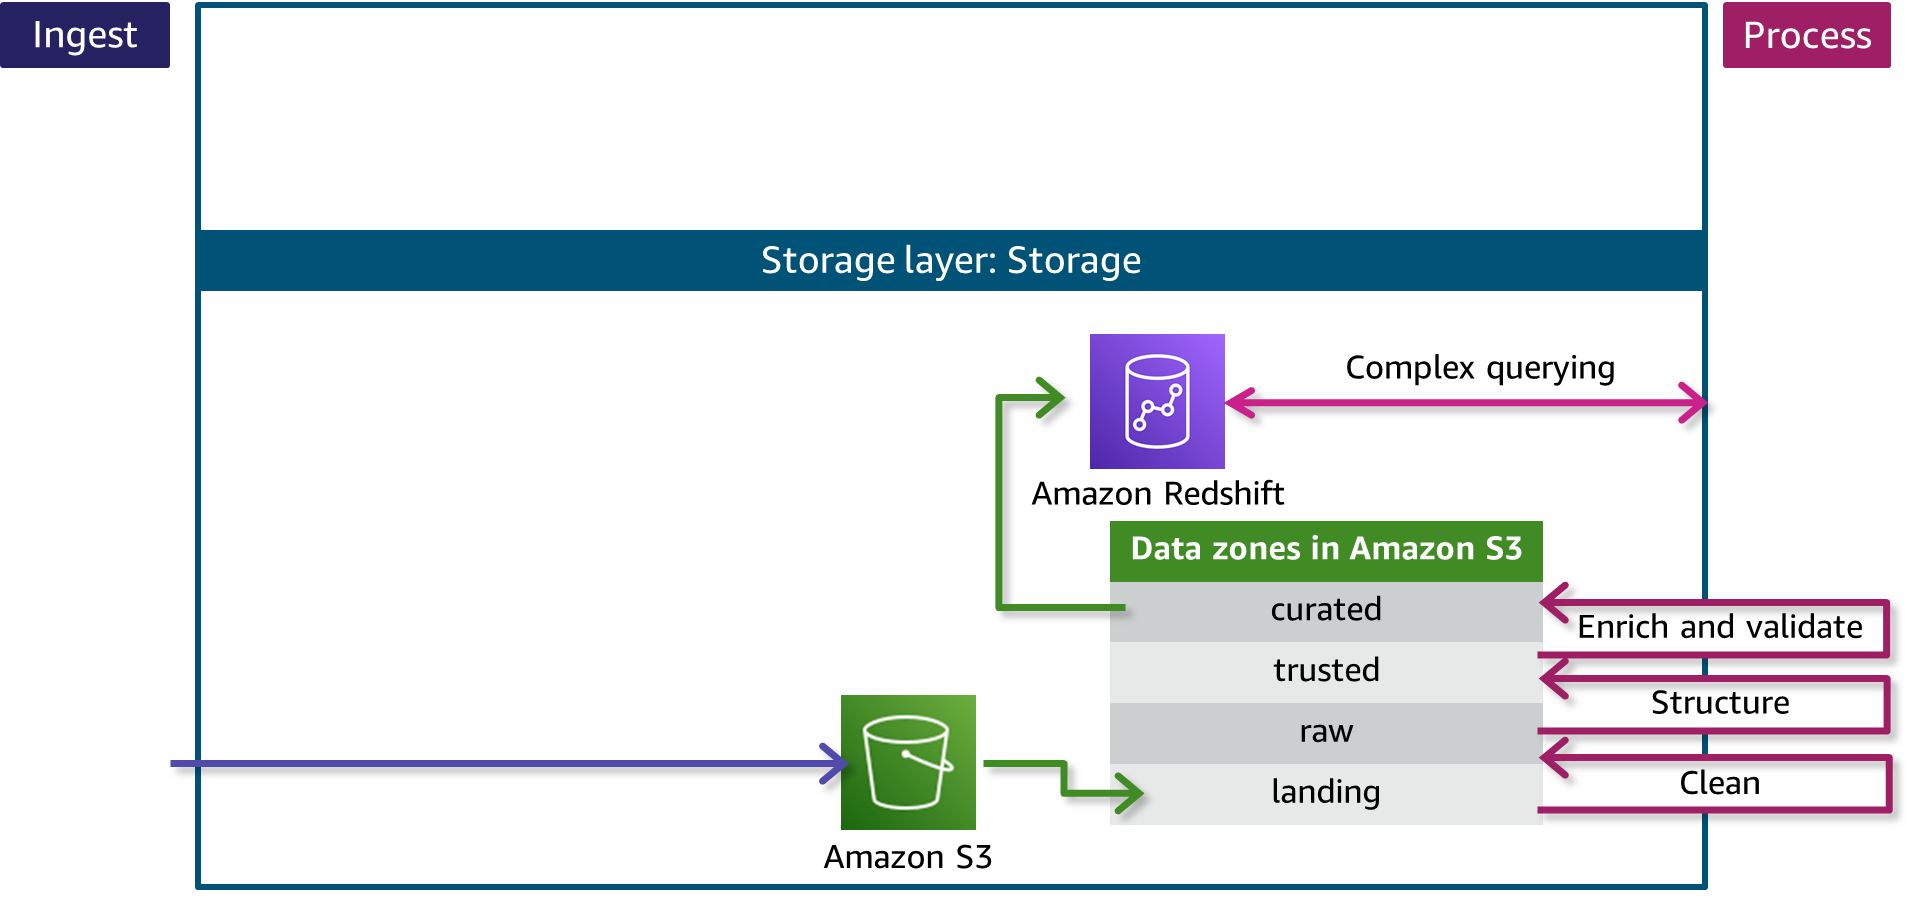 Ingest
Process
Storage layer: Storage
Complex querying
Amazon Redshift
Data zones in Amazon S3
curated
Enrich and validate
trusted
Structure
raw
Clean
landing
Amazon S3